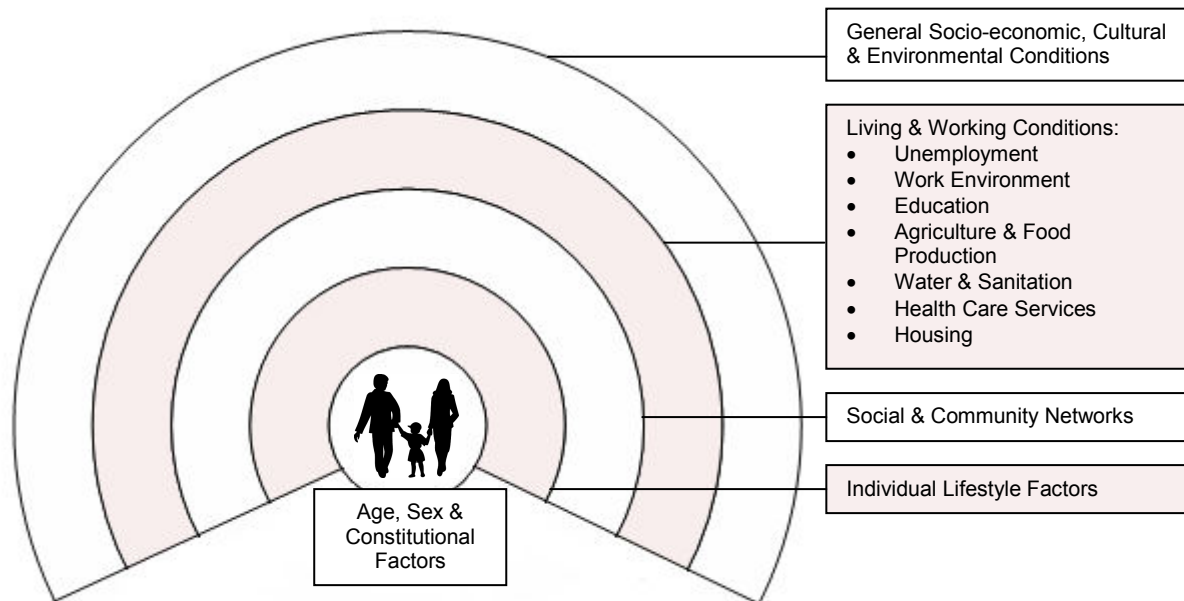 General Socio-economic, Cultural
& Environmental Conditions
Living & Working Conditions:
• Unemployment
• Work Environment
• Education
• Agriculture & Food
Production
• Water & Sanitation
• Health Care Services
• Housing
Social & Community Networks
Individual Lifestyle Factors
Age, Sex &
Constitutional
Factors